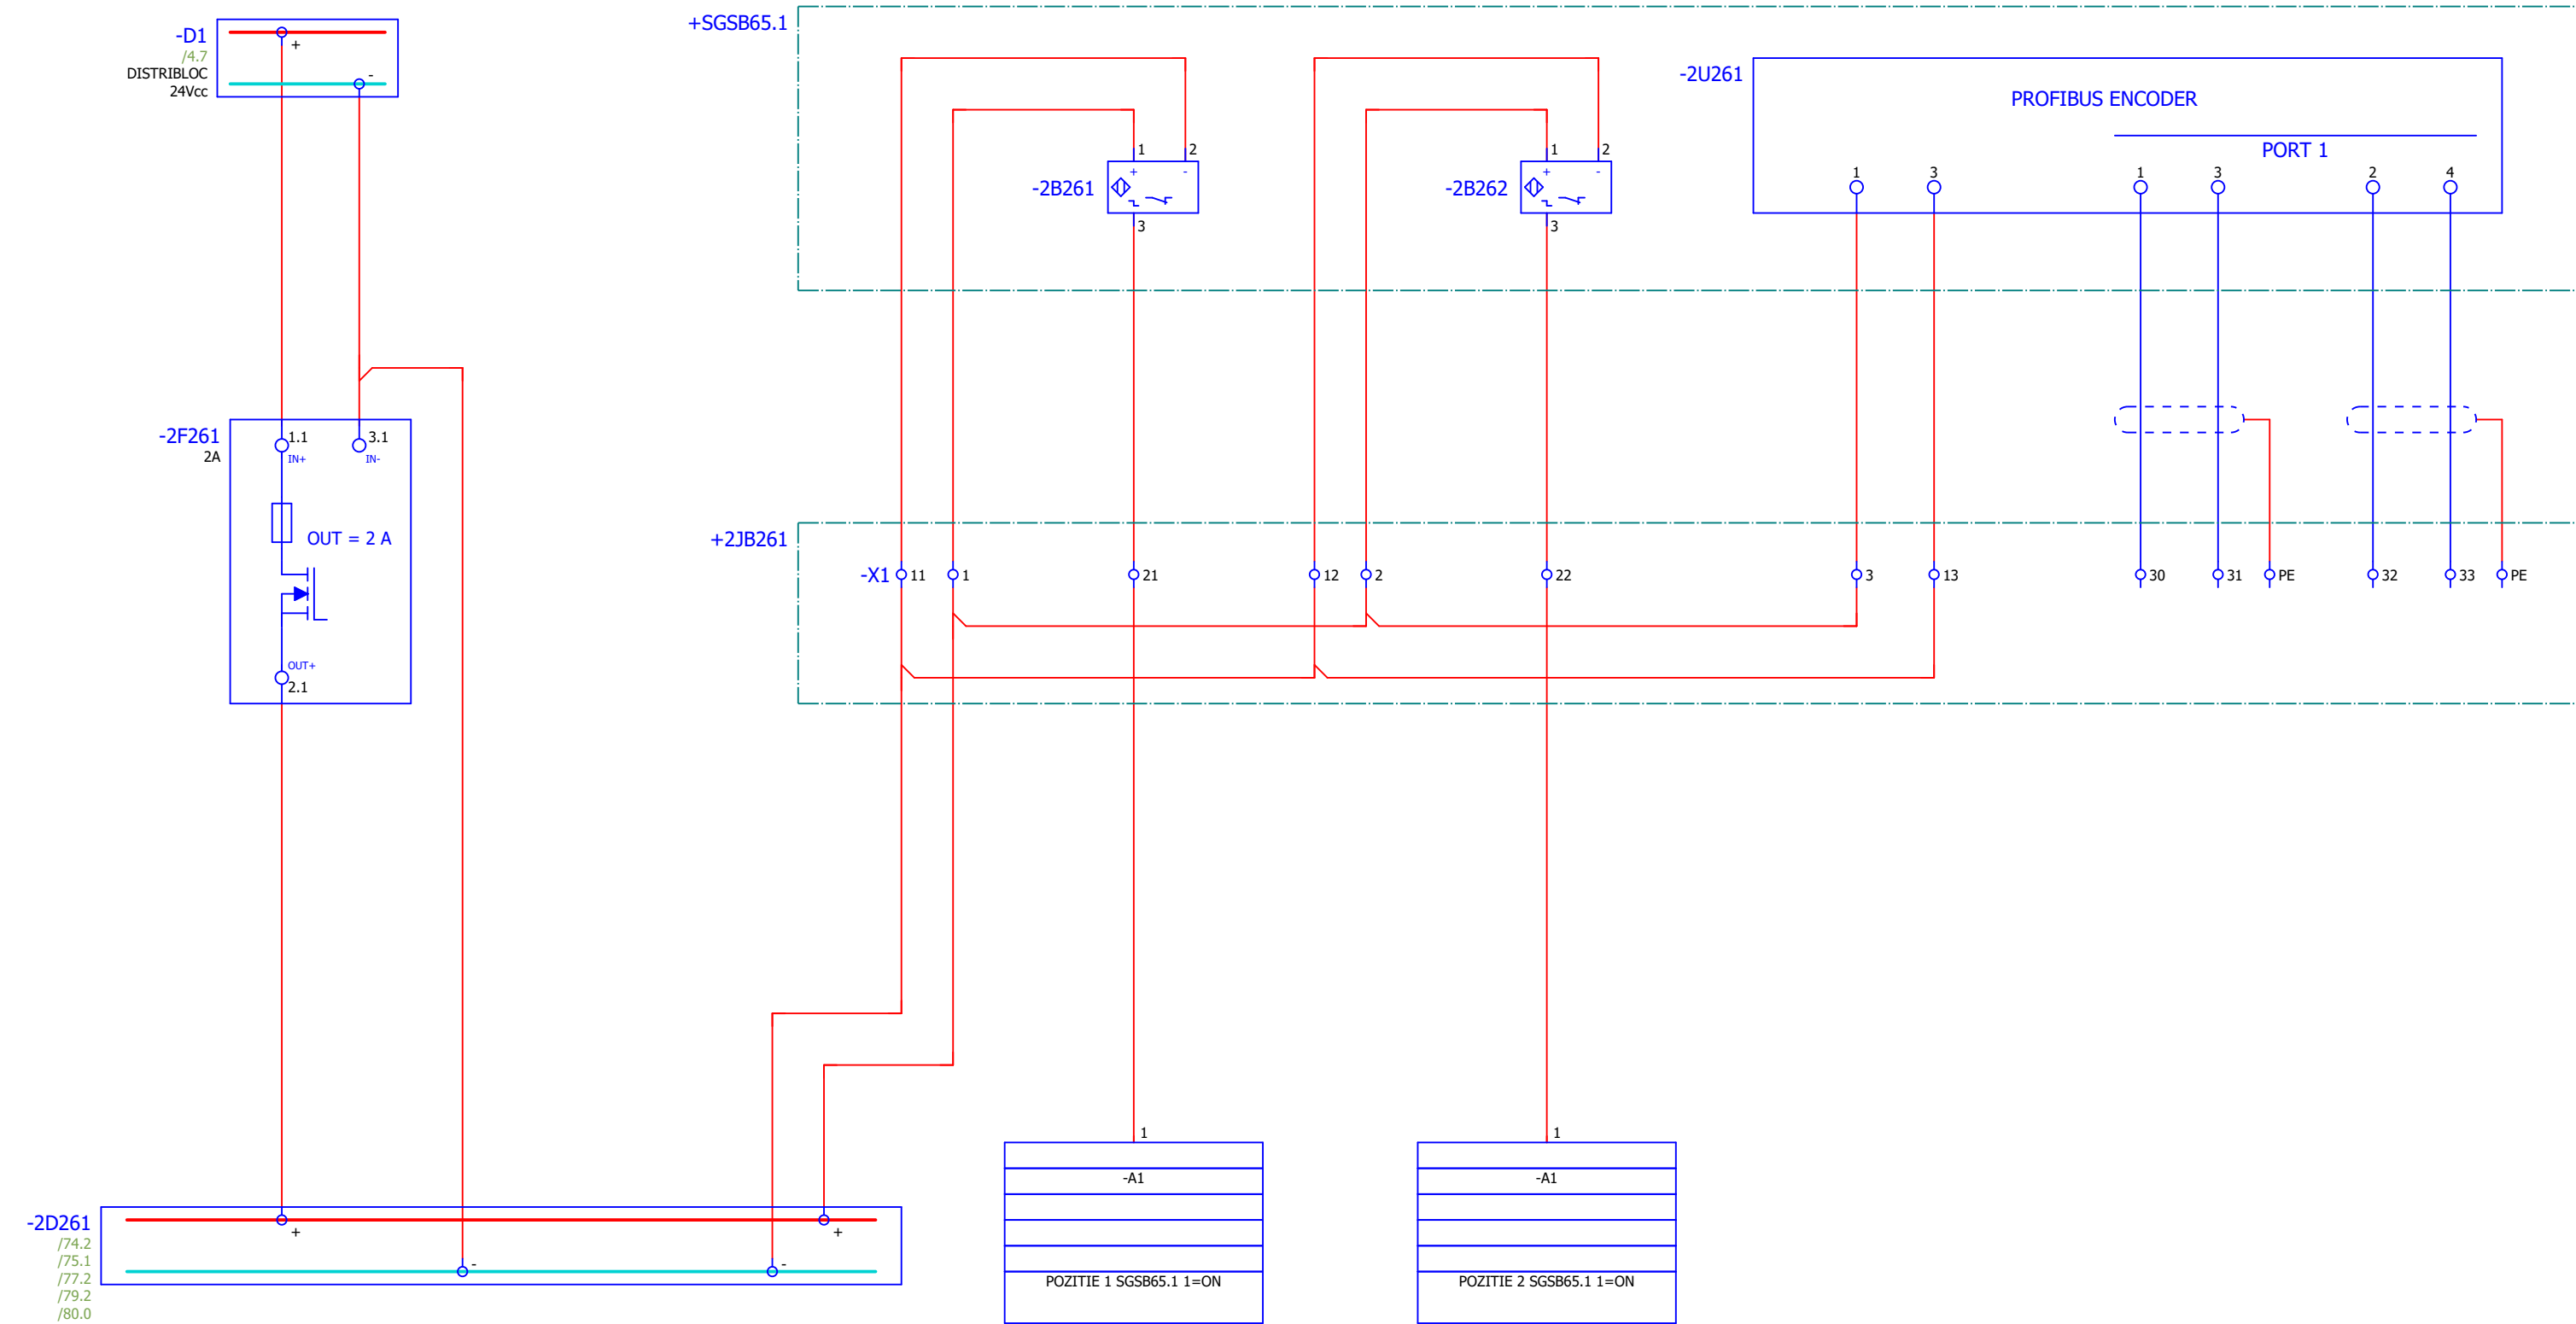 -D1
/4.7
DISTRIBLOC
24Vcc
+
-
+SGSB65.1
-2B261
1
2
+
-
3
-2B262
1
2
+
-
3
-2U261
PROFIBUS ENCODER
PORT 1
1
3
1
3
2
4
-2F261
2A
1.1
IN+
3.1
IN-
OUT = 2 A
OUT+
2.1
+2JB261
-X1
11
1
21
12
2
22
3
13
30
31
PE
32
33
PE
1
-A1
POZITIE 1 SGSB65.1 1=ON
1
-A1
POZITIE 2 SGSB65.1 1=ON
-2D261
/74.2
/75.1
/77.2
/79.2
/80.0
+
-
-
+